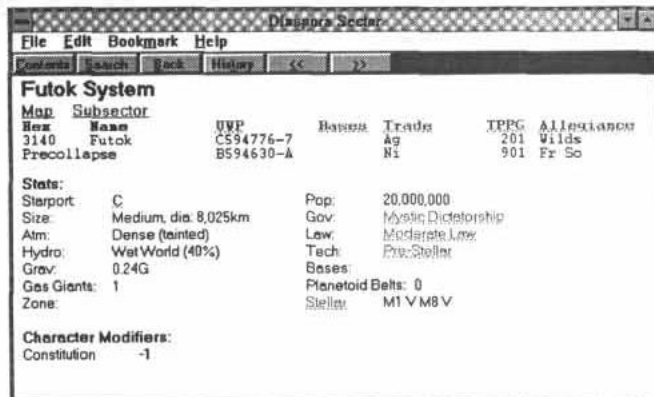 Diaspora Sector
File Edit Bookmark Help
Contents Search Back History << >>
Futok System
Map Subsector
Hex Name UWP Bases Trade TPPG Allegiance
3140 Futok C594776-7 Ag 201 Wilds
Precollapse B594630-A Ni 901 Fr So
Stats:
Starport C Pop: 20,000,000
Size: Medium, dia: 8,025km Gov: Mystic Dictatorship
Atm: Dense (tainted) Law: Moderate Law
Hydro: Wet World (40%) Tech: Pre-Stellar
Grav: 0.24G Bases:
Gas Giants: 1 Planetoid Belts: 0
Zone: Stellar M1 V M8 V
Character Modifiers:
Constitution -1